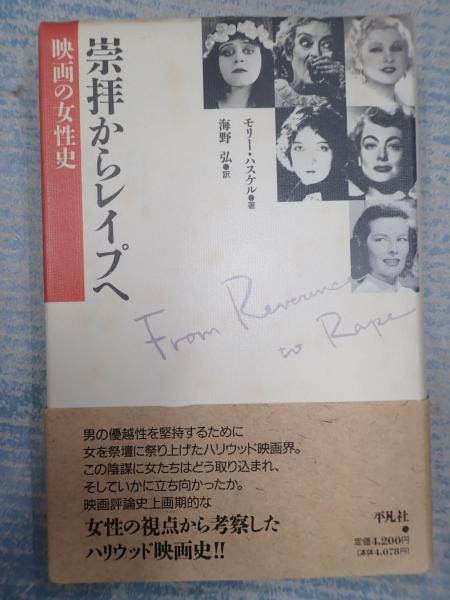 崇拝からレイプへ
映画の女性史
モリー・ハスケル●著
海野 弘●訳
From Reverence
to Rape
男の優越性を堅持するために
女を祭壇に祭り上げたハリウッド映画界。
この陰謀に女たちはどう取り込まれ、
そしていかに立ち向かったか。
映画評論史上画期的な
女性の視点から考察した
ハリウッド映画史!!
平凡社
●
定価4,200円
[本体4,078円]